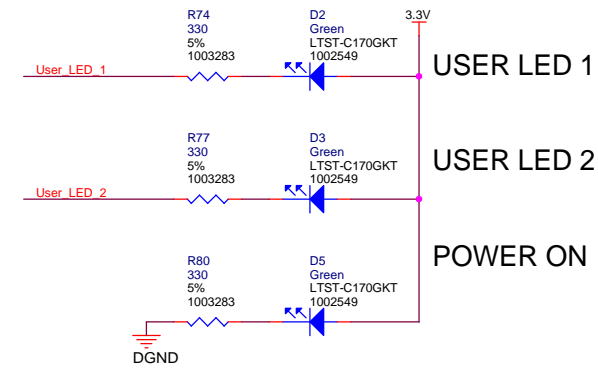 R74
330
5%
1003283
D2
Green
LTST-C170GKT
1002549
3.3V
User_LED_1
USER LED 1
R77
330
5%
1003283
D3
Green
LTST-C170GKT
1002549
User_LED_2
USER LED 2
R80
330
5%
1003283
D5
Green
LTST-C170GKT
1002549
POWER ON
DGND